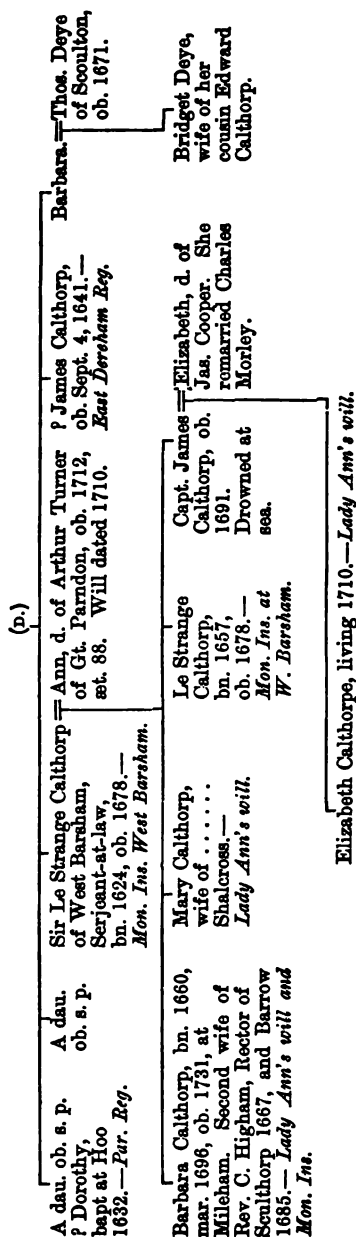 (D.)
A dau. ob. s. p.
? Dorothy,
bapt at Hoo
1632.—Par. Reg.
A dau.
ob. s. p.
Sir Le Strange Calthorp =
of West Barsham,
Serjeant-at-law,
bn. 1624, ob. 1678.—
Mon. Ins. West Barsham.
Ann, d. of Arthur Turner
of Gt. Parndon, ob. 1712,
æt. 88. Will dated 1710.
? James Calthorp,
ob. Sept. 4, 1641.—
East Dereham Reg.
Barbara. = Thos. Deye
of Scoulton,
ob. 1671.
Barbara Calthorp, bn. 1660,
mar. 1696, ob. 1731, at
Mileham. Second wife of
Rev. C. Higham, Rector of
Sculthorp 1667, and Barrow
1685.—Lady Ann's will and
Mon. Ins.
Mary Calthorp,
wife of ......
Shalcross.—
Lady Ann's will.
Le Strange
Calthorp,
bn. 1657,
ob. 1678.—
Mon. Ins. at
W. Barsham.
Capt. James =
Calthorp, ob.
1691.
Drowned at
sea.
Elizabeth, d. of
Jas. Cooper. She
remarried Charles
Morley.
Bridget Deye,
wife of her
cousin Edward
Calthorp.
Elizabeth Calthorpe, living 1710.—Lady Ann's will.